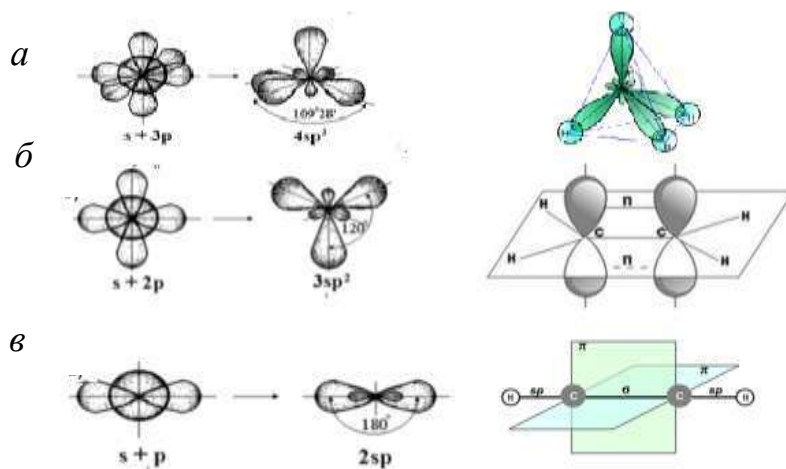 а
109°28'
s + 3p
4sp³
б
120°
s + 2p
3sp²
H
П
H
C
C
H
П
H
в
180°
s + p
2sp
π
π
H
sp
C
σ
C
sp
H